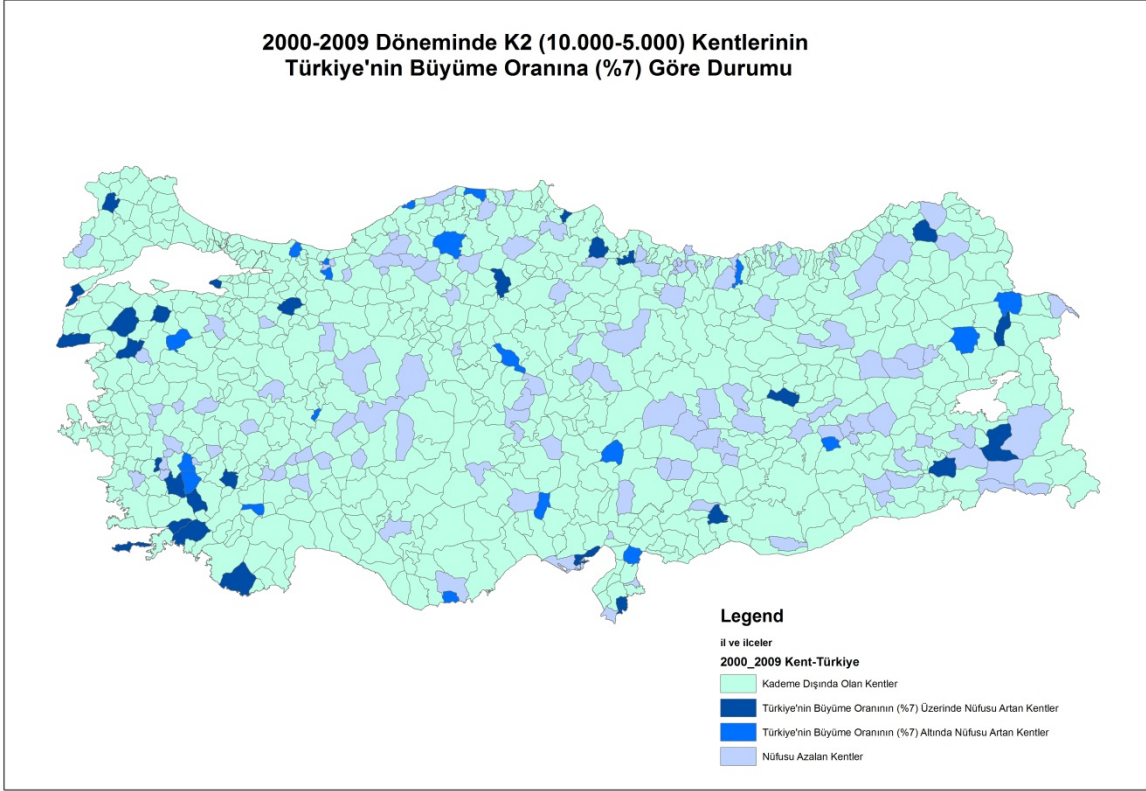 2000-2009 Döneminde K2 (10.000-5.000) Kentlerinin
Türkiye'nin Büyüme Oranına (%7) Göre Durumu
Legend
il ve ilceler
2000_2009 Kent-Türkiye
Kademe Dışında Olan Kentler
Türkiye'nin Büyüme Oranının (%7) Üzerinde Nüfusu Artan Kentler
Türkiye'nin Büyüme Oranının (%7) Altında Nüfusu Artan Kentler
Nüfusu Azalan Kentler